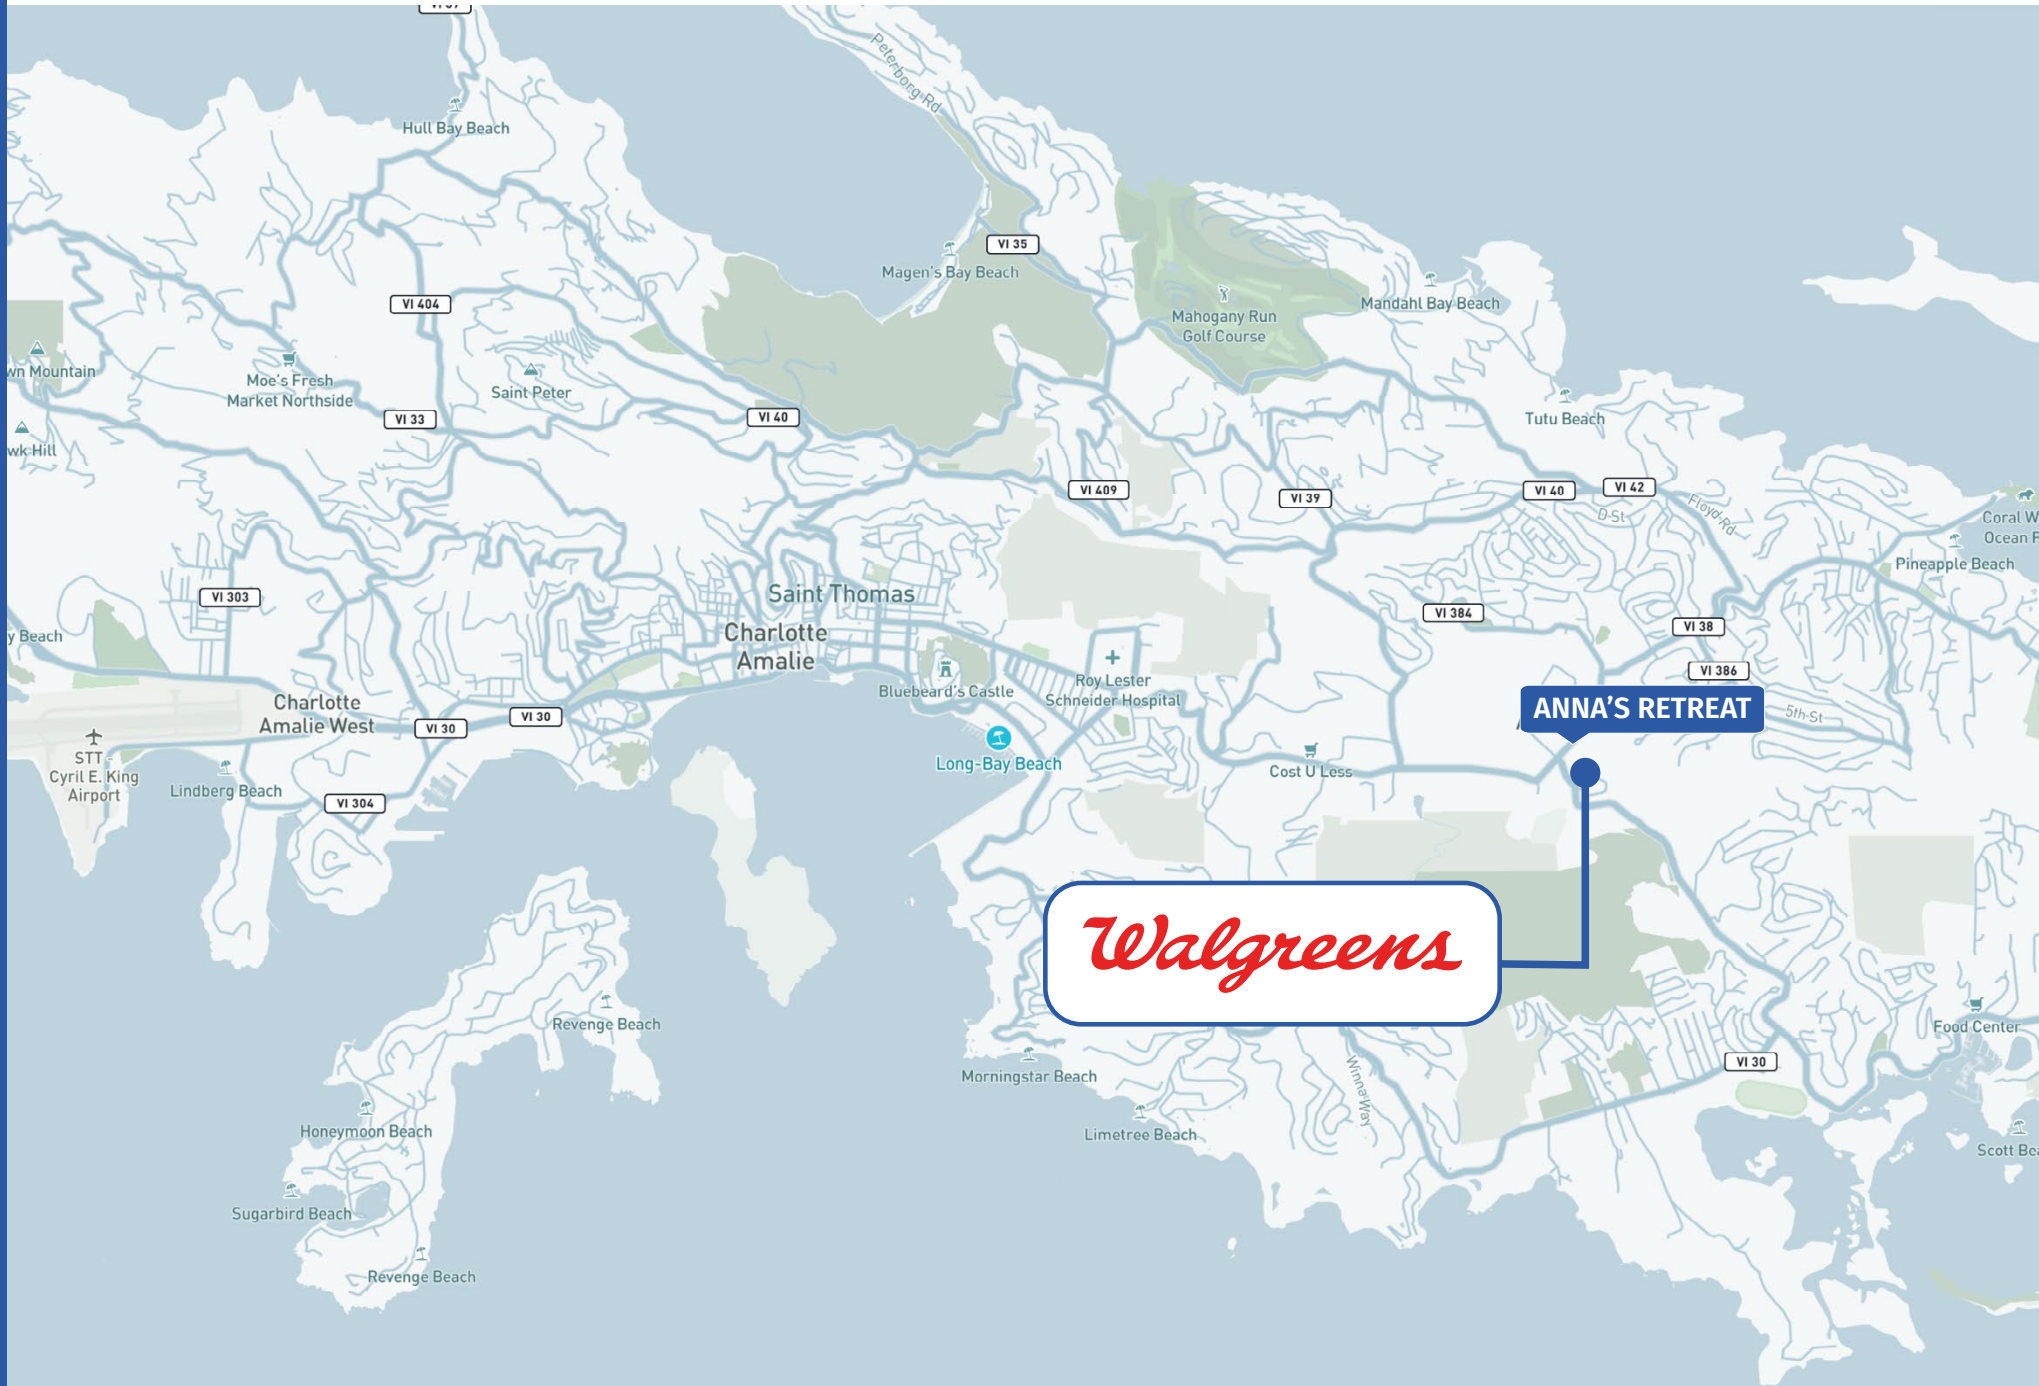 Peterborg Rd
Hull Bay Beach
VI 35
Magen's Bay Beach
VI 404
Mahogany Run
Golf Course
Mandahl Bay Beach
wn Mountain
Moe's Fresh
Market Northside
Saint Peter
VI 33
VI 40
Tutu Beach
wk Hill
VI 409
VI 39
VI 40
VI 42
Floyd Rd
D St
Coral W
Ocean P
Pineapple Beach
VI 303
Saint Thomas
VI 384
VI 38
y Beach
Charlotte
Amalie
VI 386
Bluebeard's Castle
Roy Lester
Schneider Hospital
ANNA'S RETREAT
5th St
Charlotte
Amalie West
VI 30
VI 30
STT -
Cyril E. King
Airport
Lindberg Beach
Long-Bay Beach
Cost U Less
VI 304
Walgreens
Revenge Beach
Food Center
Morningstar Beach
VI 30
Winna Way
Honeymoon Beach
Limetree Beach
Scott Bea
Sugarbird Beach
Revenge Beach